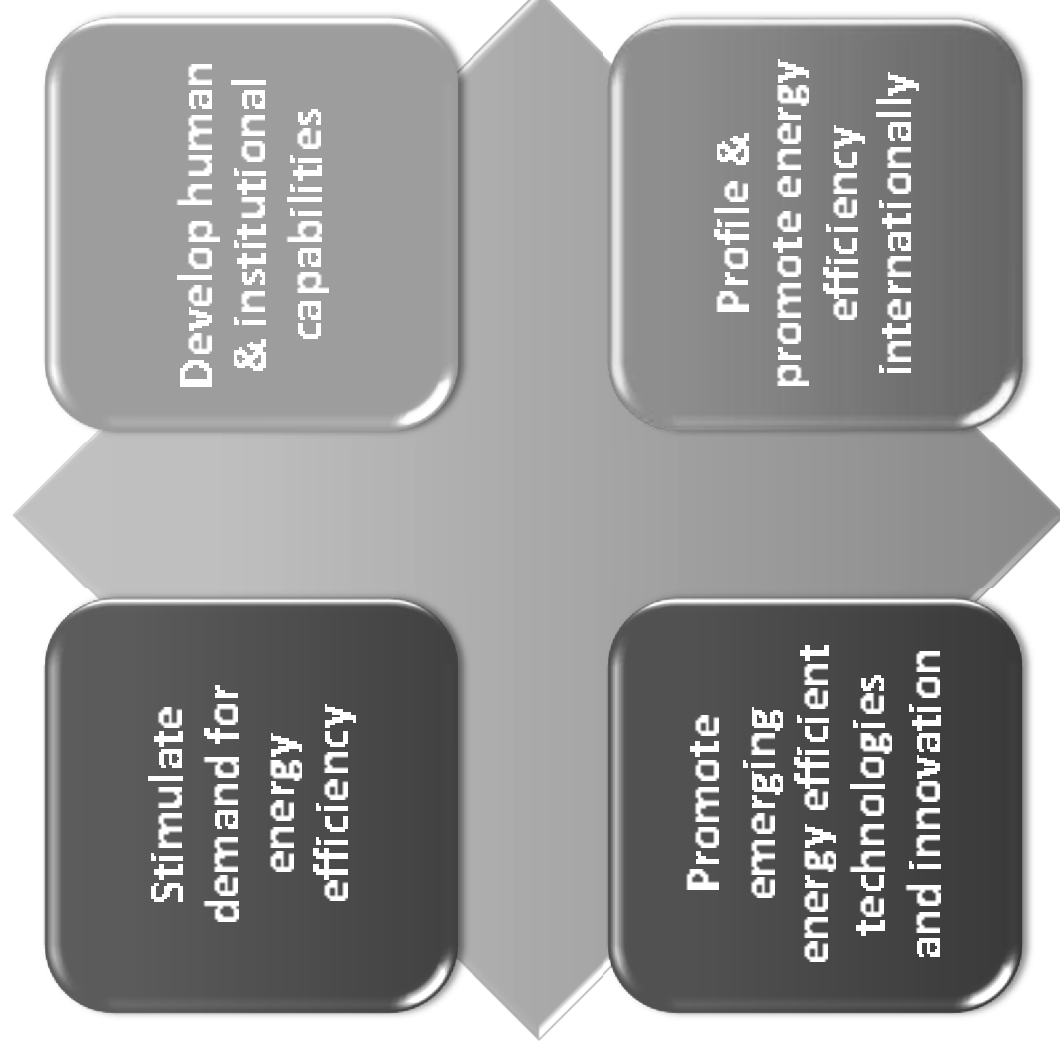 Stimulate
demand for
energy
efficiency
Develop human
& institutional
capabilities
Promote
emerging
energy efficient
technologies
and innovation
Profile &
promote energy
efficiency
internationally